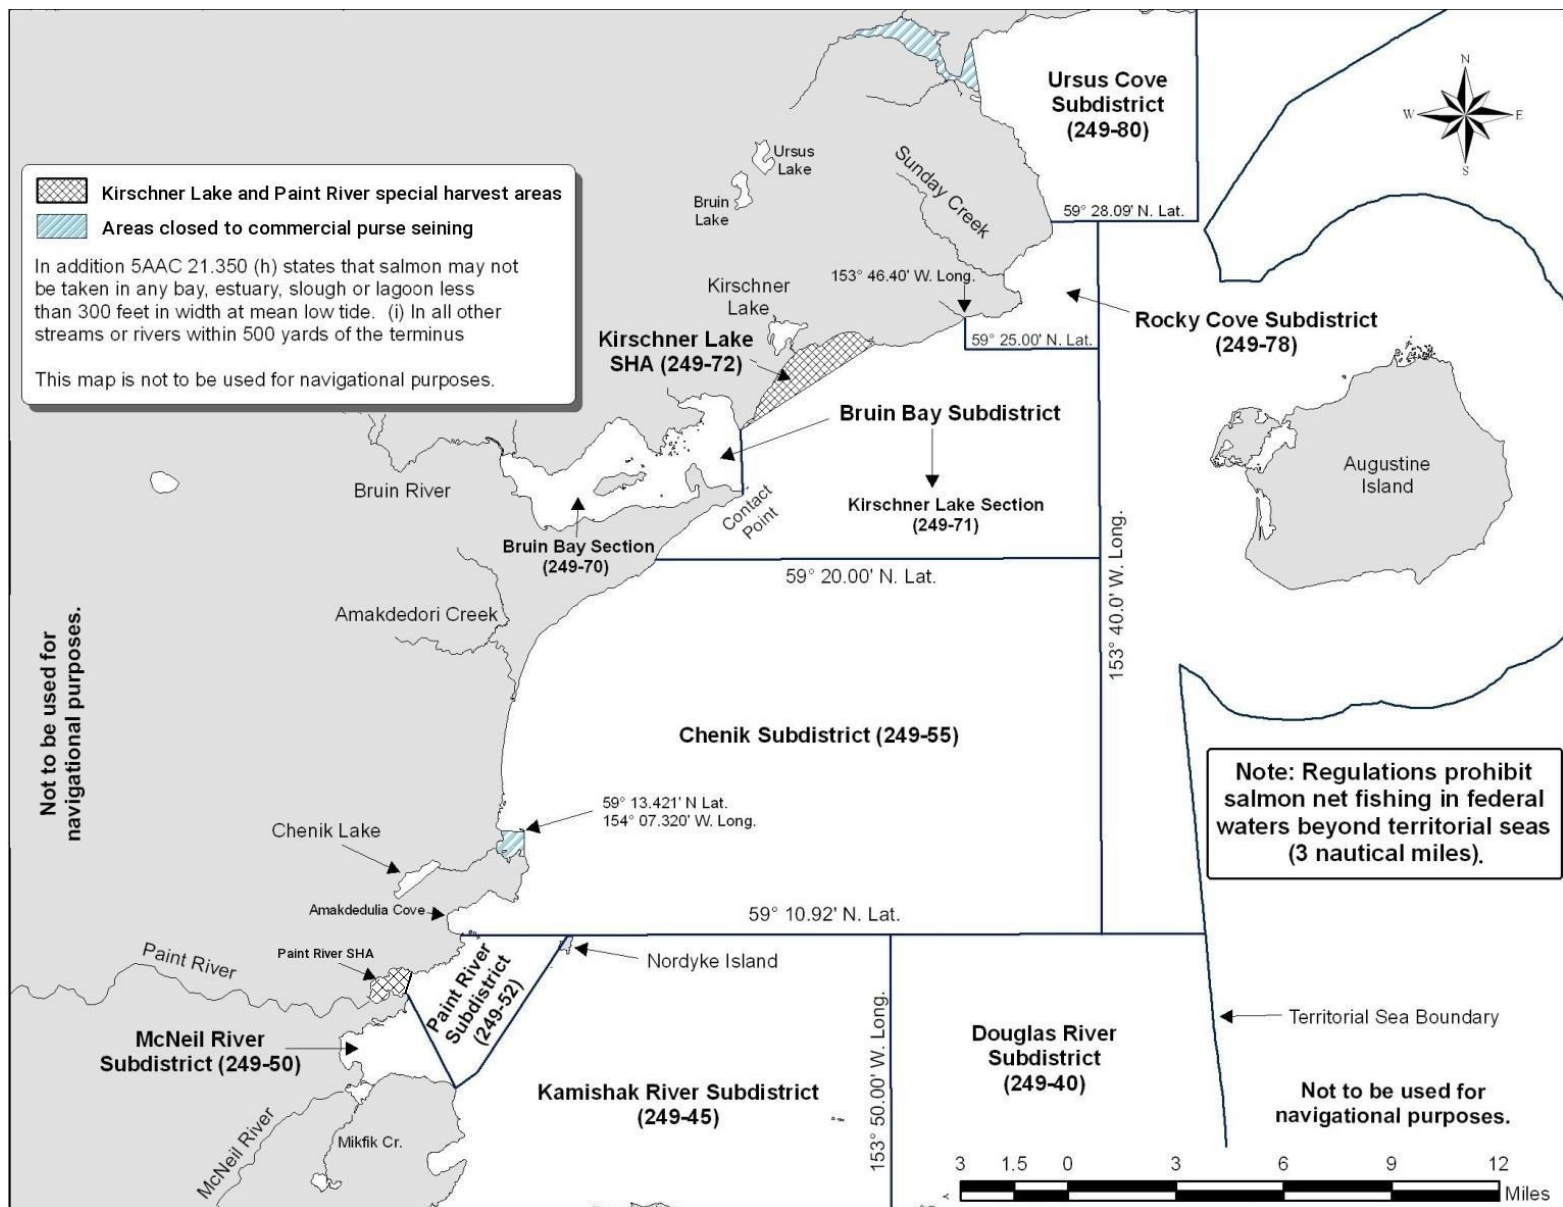 Ursus Cove
Subdistrict
(249-80)
N
W
E
S
Ursus
Lake
Bruin
Lake
Sunday Creek
59° 28.09' N. Lat.
Kirschner Lake and Paint River special harvest areas
Areas closed to commercial purse seining
In addition 5AAC 21.350 (h) states that salmon may not
be taken in any bay, estuary, slough or lagoon less
than 300 feet in width at mean low tide. (i) In all other
streams or rivers within 500 yards of the terminus
This map is not to be used for navigational purposes.
153° 46.40' W. Long.
Kirschner
Lake
Kirschner Lake
SHA (249-72)
59° 25.00' N. Lat.
Rocky Cove Subdistrict
(249-78)
Bruin Bay Subdistrict
Augustine
Island
Bruin River
Contact
Point
Kirschner Lake Section
(249-71)
Bruin Bay Section
(249-70)
59° 20.00' N. Lat.
153° 40.0' W. Long.
Amakdedori Creek
Not to be used for
navigational purposes.
Chenik Subdistrict (249-55)
Note: Regulations prohibit
salmon net fishing in federal
waters beyond territorial seas
(3 nautical miles).
59° 13.421' N Lat.
154° 07.320' W. Long.
Chenik Lake
Amakdedulia Cove
59° 10.92' N. Lat.
Paint River SHA
Paint River
Paint River
Subdistrict
(249-52)
Nordyke Island
McNeil River
Subdistrict (249-50)
Kamishak River Subdistrict
(249-45)
153° 50.00' W. Long.
Douglas River
Subdistrict
(249-40)
Territorial Sea Boundary
Not to be used for
navigational purposes.
McNeil River
Mikfik Cr.
3 1.5 0 3 6 9 12
Miles